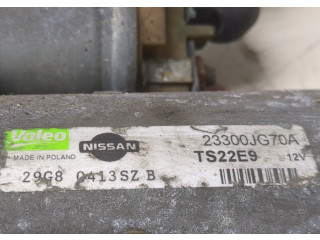 Valeo
MADE IN POLAND
NISSAN
23300JG70A
TS22E9 12V
29G8 0413SZ B